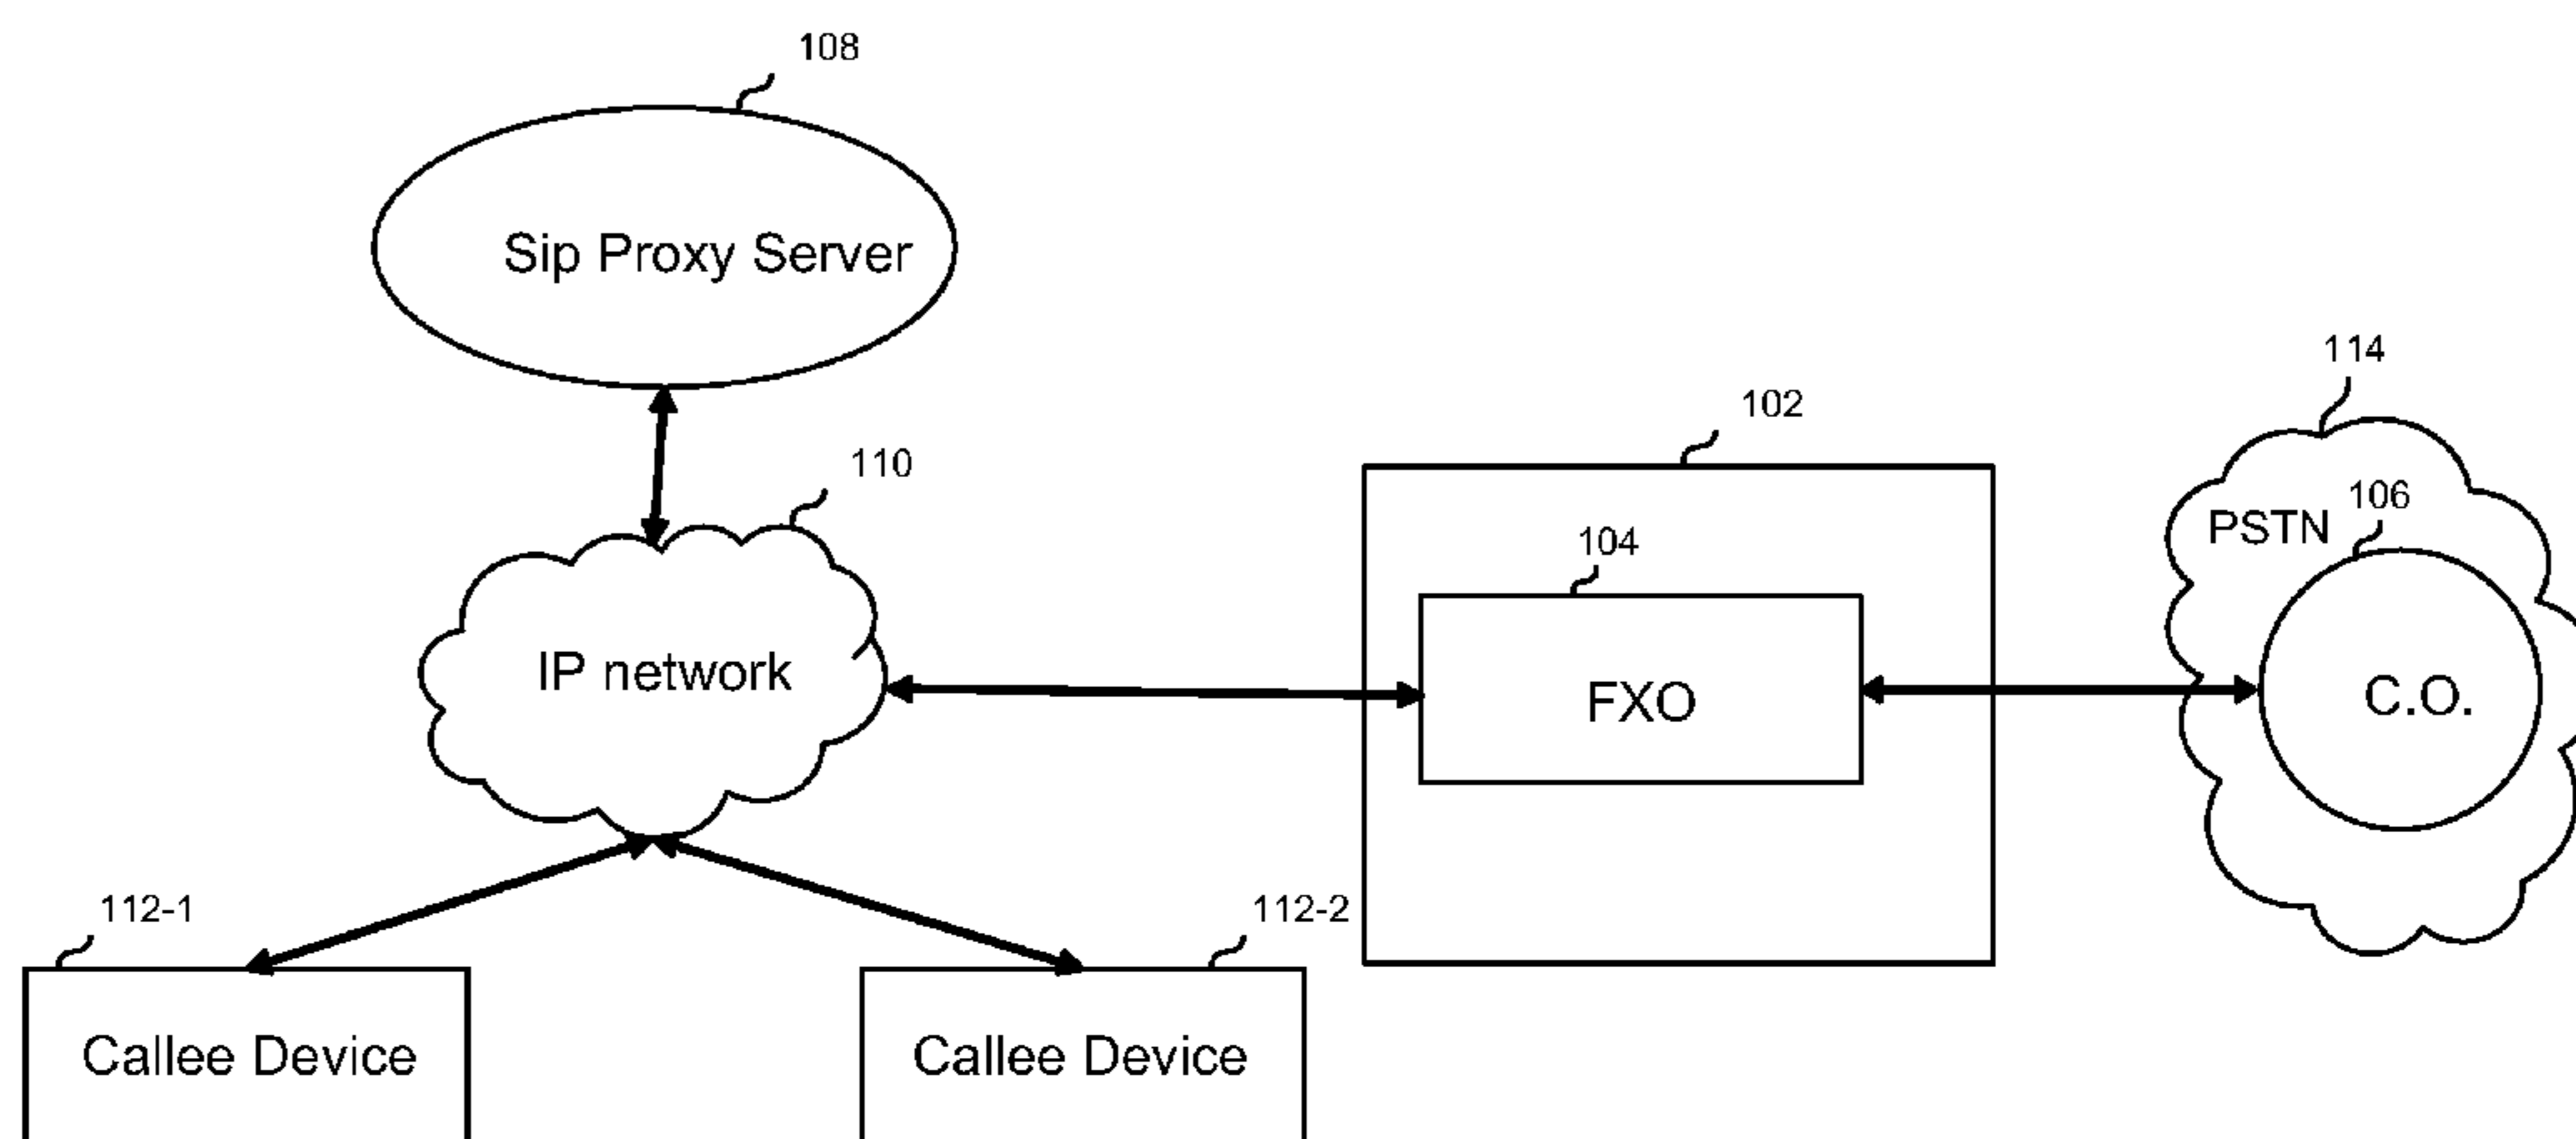 108
Sip Proxy Server
114
102
110
106
PSTN
104
IP network
FXO
C.O.
112-1
112-2
Callee Device
Callee Device